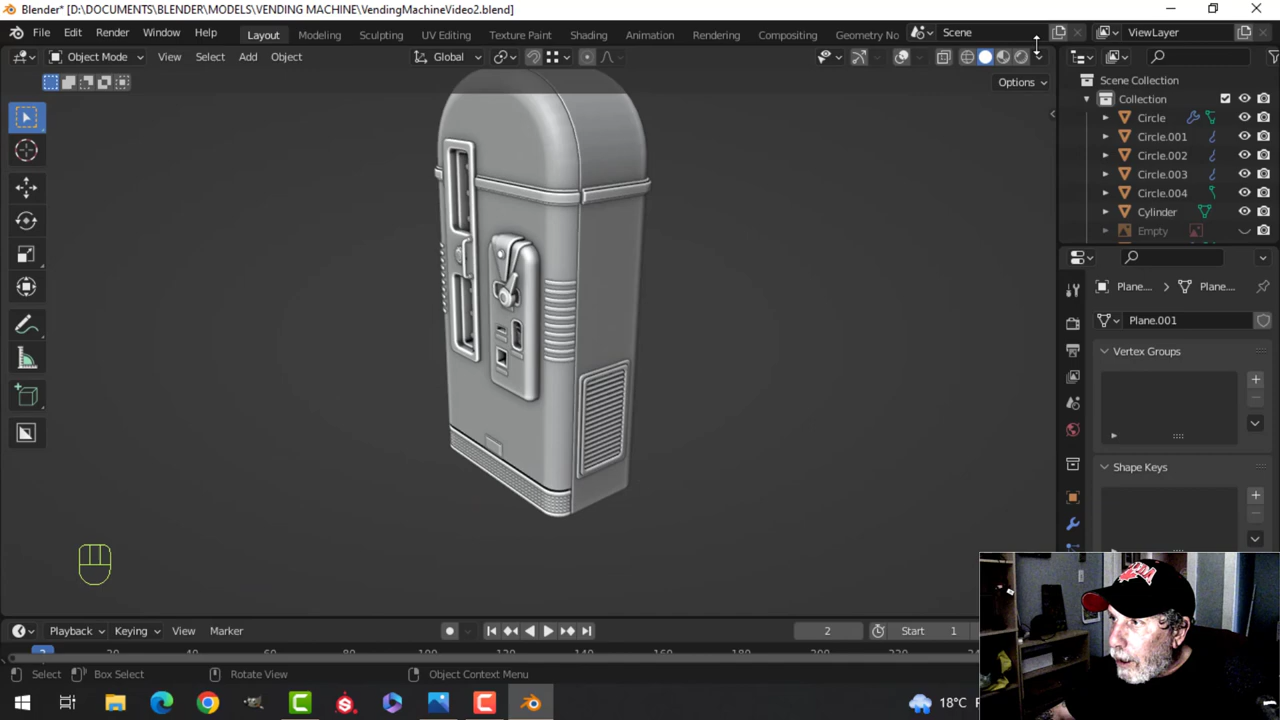 Blender* [D:\DOCUMENTS\BLENDER\MODELS\VENDING MACHINE\VendingMachineVideo2.blend]
File Edit Render Window Help
Layout Modeling Sculpting UV Editing Texture Paint Shading Animation Rendering Compositing Geometry No
Scene
ViewLayer
Object Mode
View Select Add Object
Global
Options
Scene Collection
Collection
Circle
Circle.001
Circle.002
Circle.003
Circle.004
Cylinder
Empty
Plane.... > Plane....
Plane.001
Vertex Groups
Shape Keys
Playback Keying View Marker
2
Start 1
2
Select Box Select Rotate View Object Context Menu
18°C